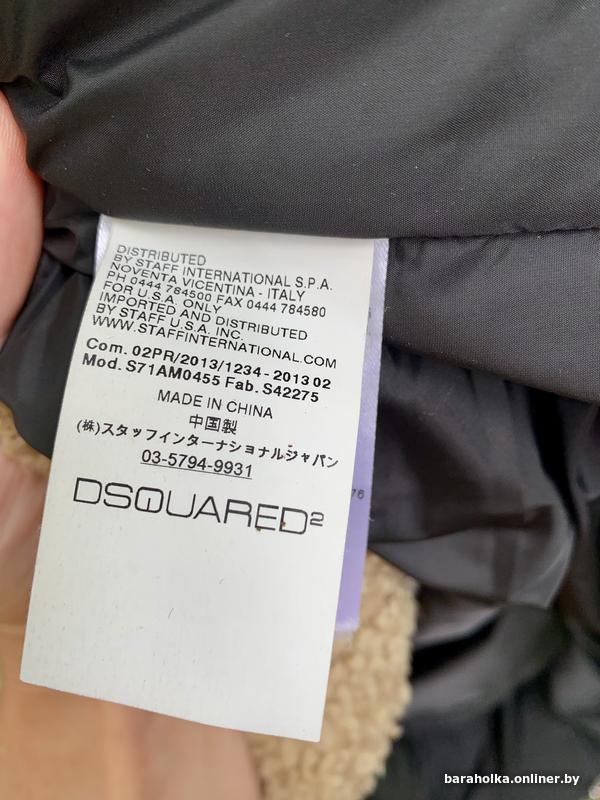 DISTRIBUTED
BY STAFF INTERNATIONAL S.P.A.
NOVENTA VICENTINA - ITALY
PH 0444 784500 FAX 0444 784580
FOR U.S.A. ONLY
IMPORTED AND DISTRIBUTED
BY STAFF U.S.A. INC.
WWW.STAFFINTERNATIONAL.COM
Com. 02PR/2013/1234 - 2013 02
Mod. S71AM0455 Fab. S42275
MADE IN CHINA
中国製
(株)スタッフインターナショナルジャパン
03-5794-9931
DSQUARED2
76
baraholka.onliner.by